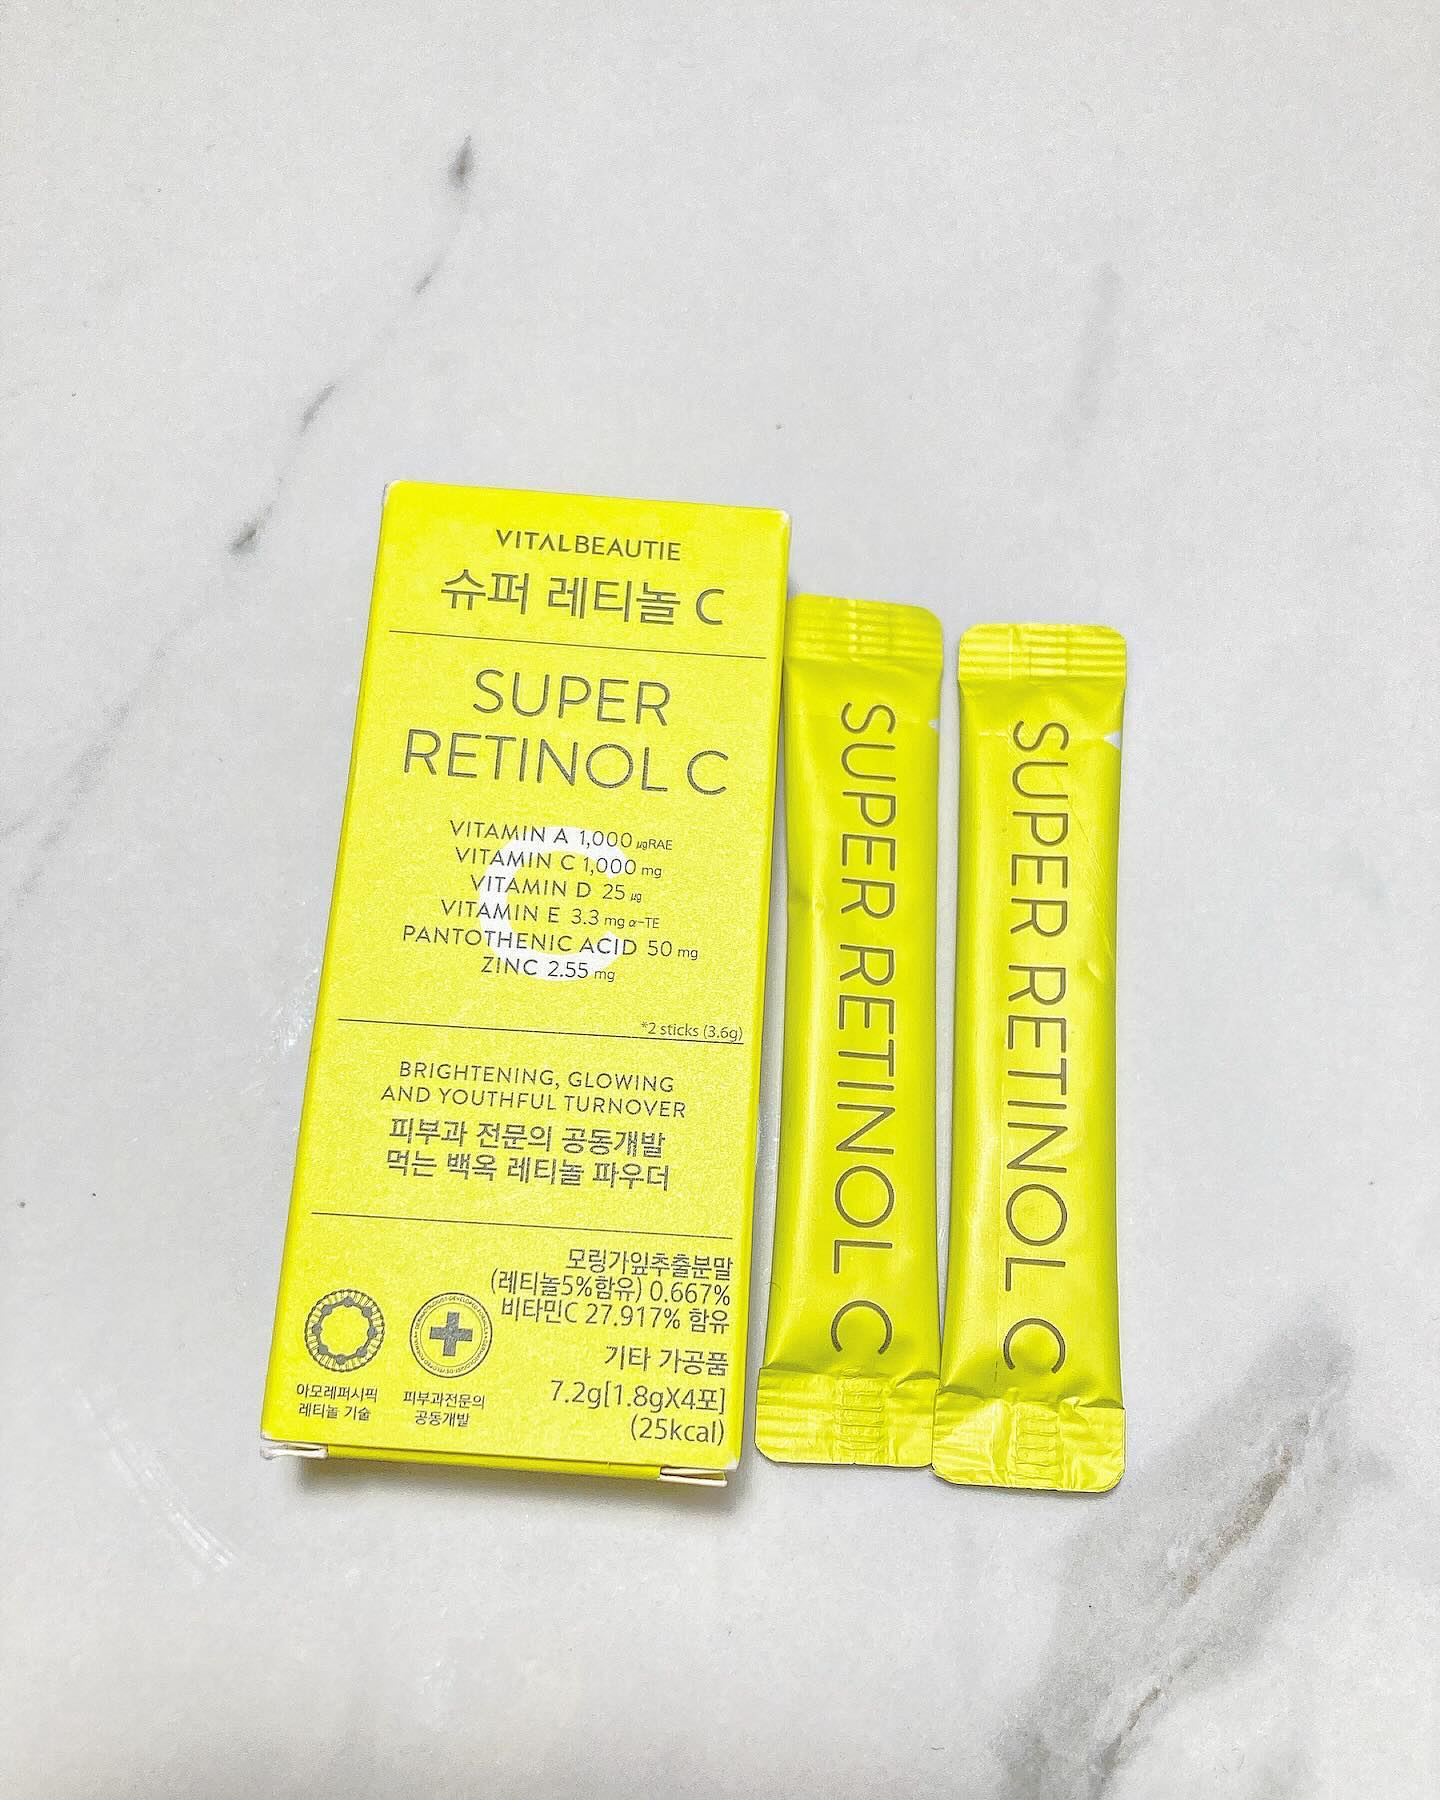 VITALBEAUTIE
슈퍼 레티놀 C
SUPER
RETINOL C
VITAMIN A 1,000 μgRAE
VITAMIN C 1,000 mg
VITAMIN D 25 μg
VITAMIN E 3.3 mg α-TE
PANTOTHENIC ACID 50 mg
ZINC 2.55 mg
C
*2 sticks (3.6g)
BRIGHTENING, GLOWING
AND YOUTHFUL TURNOVER
피부과 전문의 공동개발
먹는 백옥 레티놀 파우더
모링가잎추출분말
(레티놀5%함유) 0.667%
비타민C 27.917% 함유
기타 가공품
7.2g[1.8gX4포]
(25kcal)
아모레퍼시픽
레티놀 기술
피부과전문의
공동개발
SUPER RETINOL C
SUPER RETINOL C